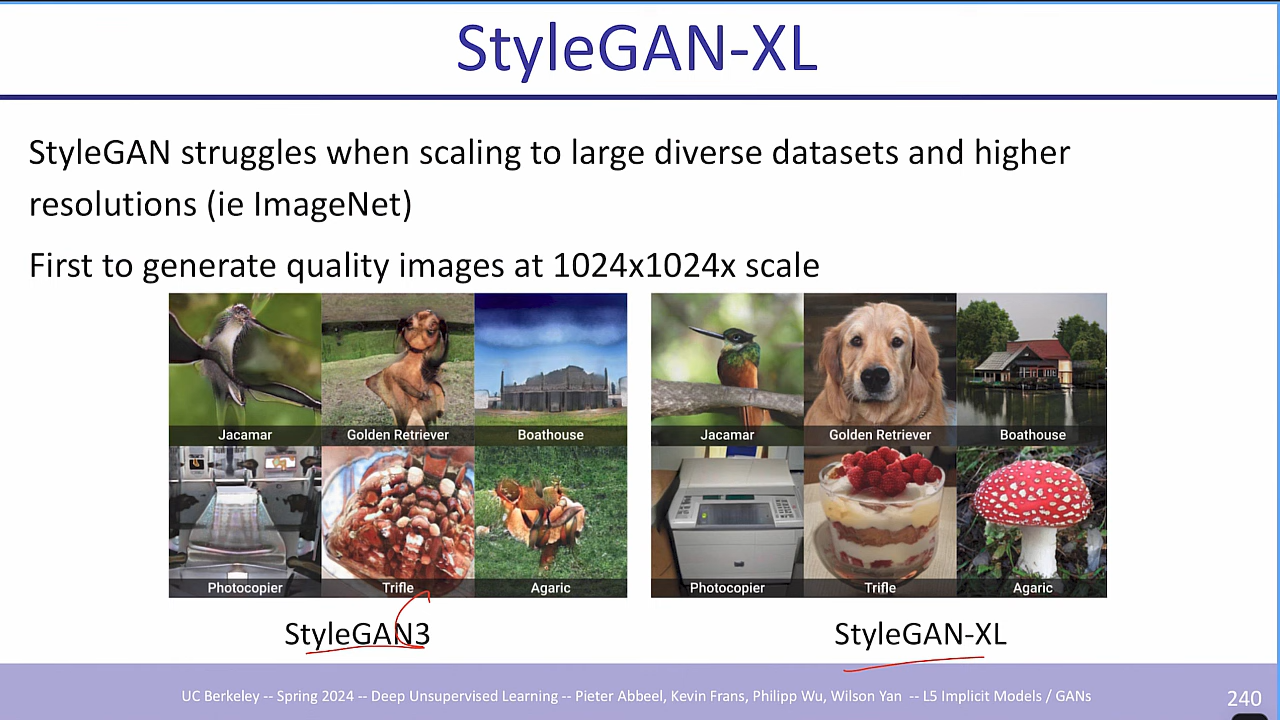 StyleGAN-XL
StyleGAN struggles when scaling to large diverse datasets and higher
resolutions (ie ImageNet)
First to generate quality images at 1024x1024x scale
Jacamar
Golden Retriever
Boathouse
Photocopier
Trifle
Agaric
Jacamar
Golden Retriever
Boathouse
Photocopier
Trifle
Agaric
StyleGAN3
StyleGAN-XL
UC Berkeley -- Spring 2024 -- Deep Unsupervised Learning -- Pieter Abbeel, Kevin Frans, Philipp Wu, Wilson Yan -- L5 Implicit Models / GANs
240